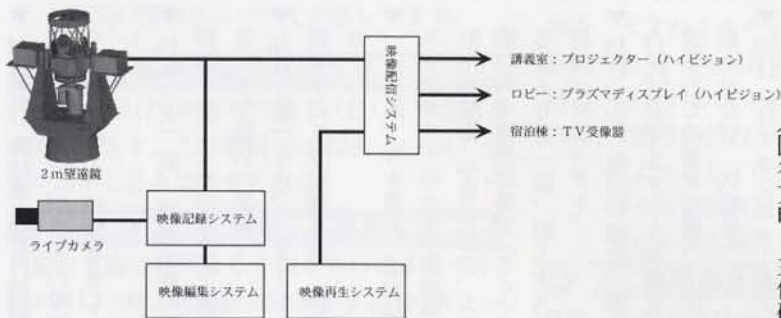 2m望遠鏡
ライブカメラ
映像記録システム
映像編集システム
映像再生システム
映像配信システム
講義室：プロジェクター（ハイビジョン）
ロビー：プラズマディスプレイ（ハイビジョン）
宿泊棟：TV受像器